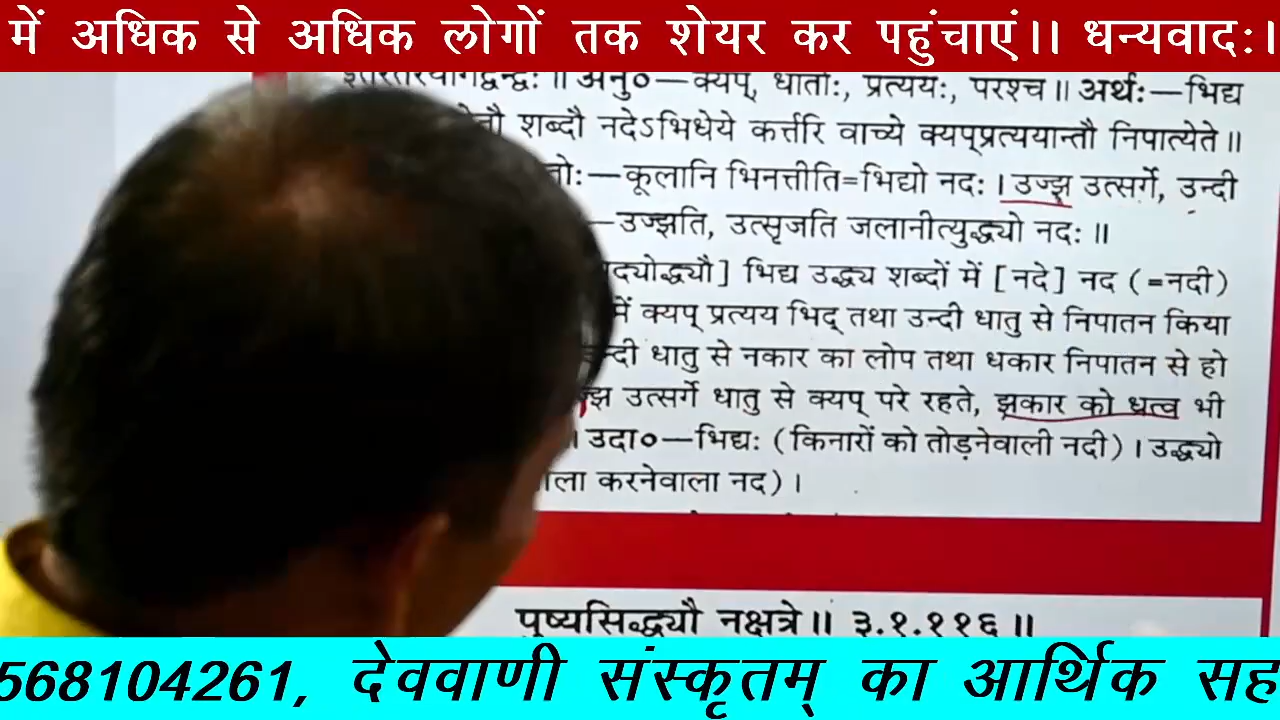 में अधिक से अधिक लोगों तक शेयर कर पहुंचाएं।। धन्यवादः।
अनु०—क्यप्, धातोः, प्रत्ययः, परश्च॥ अर्थः—भिद्य
शब्दौ नदेऽभिधेये कर्त्तरि वाच्ये क्यप्प्रत्ययान्तौ निपात्येते॥
—कूलानि भिनत्तीति=भिद्यो नदः। उज्झ उत्सर्गे, उन्दी
—उज्झति, उत्सृजति जलानीत्युद्ध्यो नदः॥
भिद्य उद्ध्य शब्दों में [नदे] नद (=नदी)
में क्यप् प्रत्यय भिद् तथा उन्दी धातु से निपातन किया
धातु से नकार का लोप तथा धकार निपातन से हो
उत्सर्गे धातु से क्यप् परे रहते, झकार को धत्व भी
। उदा०—भिद्यः (किनारों को तोड़नेवाली नदी)। उद्ध्यो
करनेवाला नद)।
पुष्यसिद्ध्यौ नक्षत्रे॥ ३.१.११६॥
568104261, देववाणी संस्कृतम् का आर्थिक सह